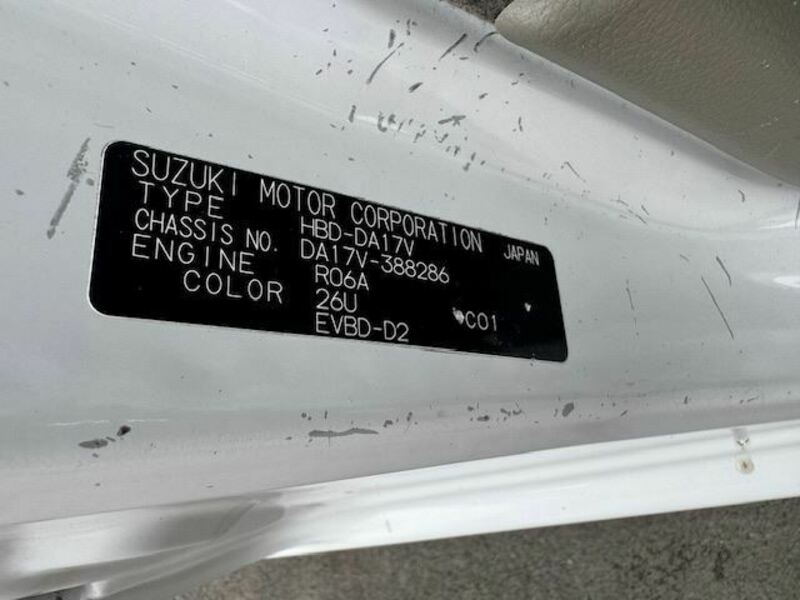 SUZUKI MOTOR CORPORATION JAPAN
TYPE HBD-DA17V
CHASSIS NO. DA17V-388286
ENGINE R06A
COLOR 26U C01
EVBD-D2